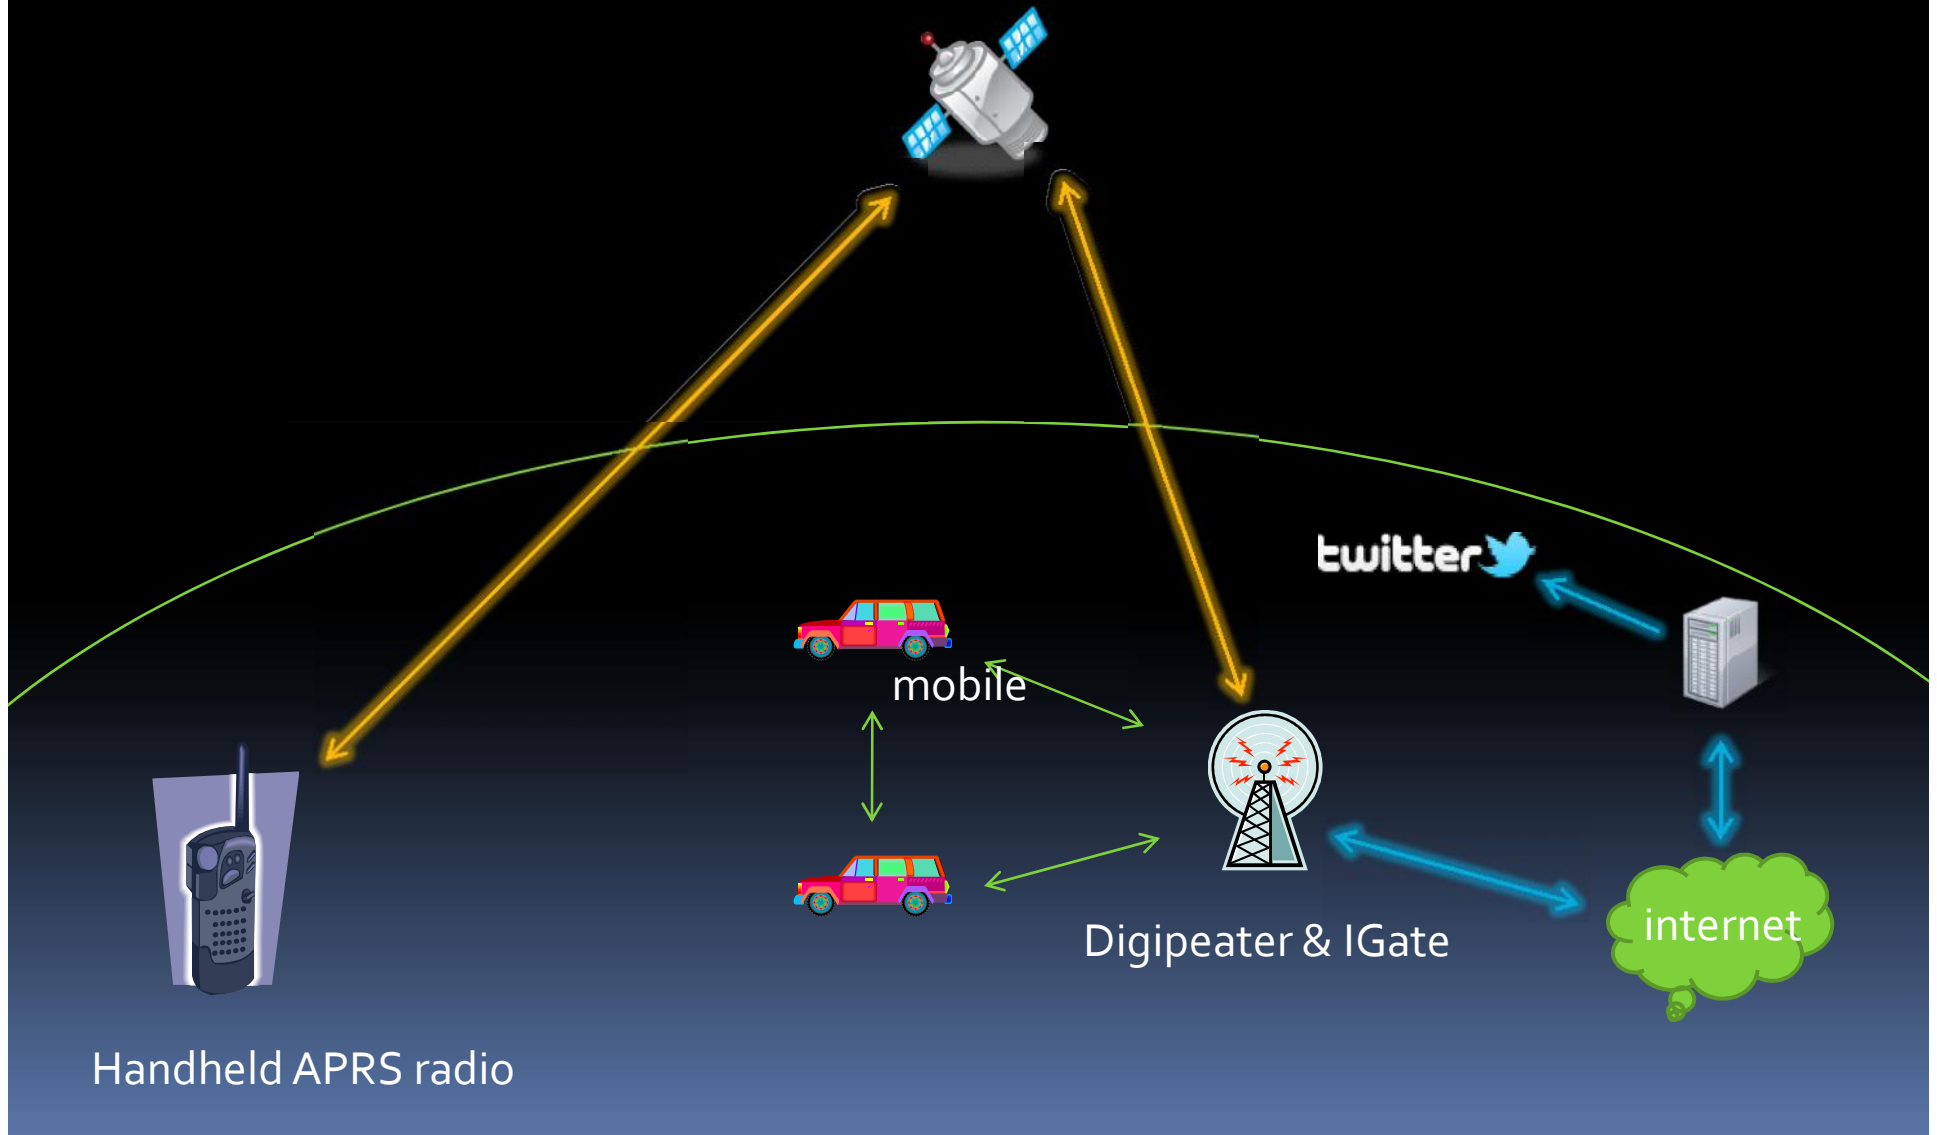 twitter
mobile
Digipeater & IGate
internet
Handheld APRS radio